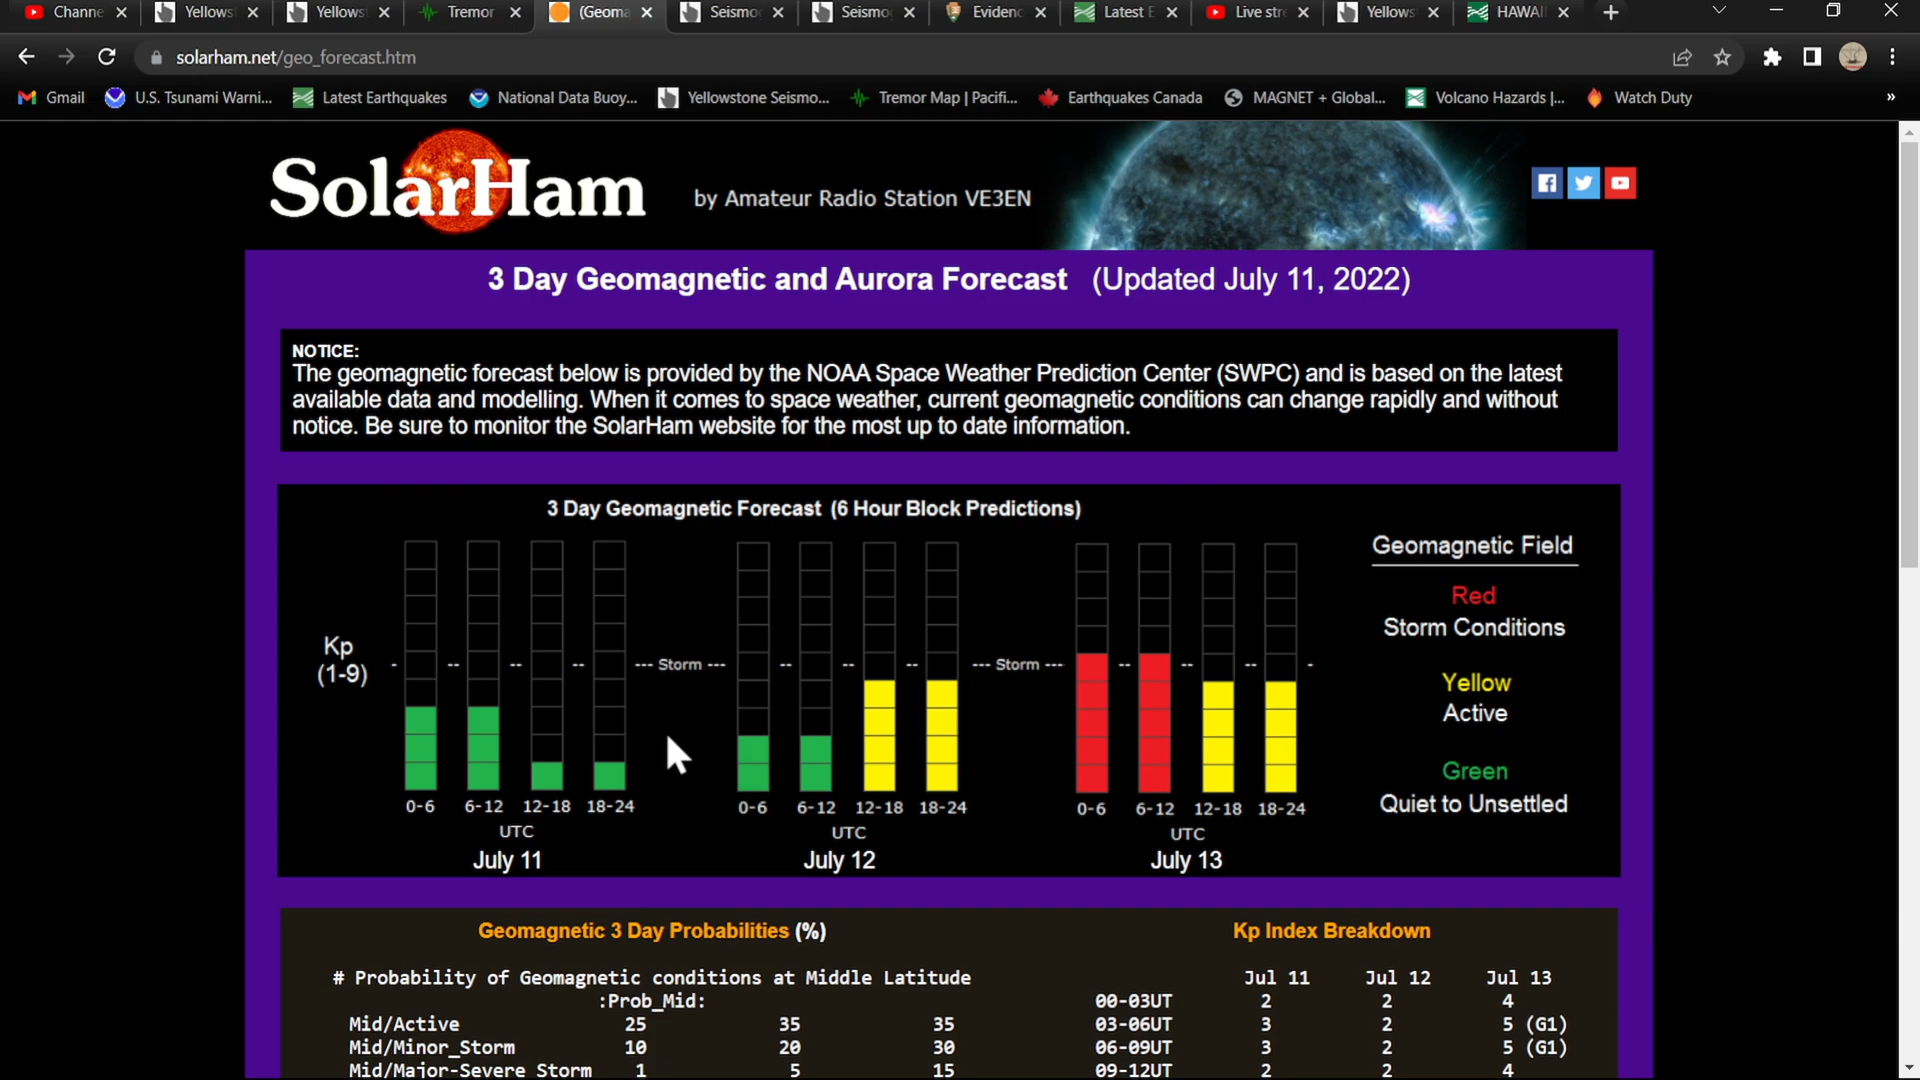 Channe
Yellows
Yellows
Tremor
(Geoma
Seismo
Seismo
Evidenc
Latest E
Live stre
Yellows
HAWAII
solarham.net/geo_forecast.htm
Gmail
U.S. Tsunami Warni...
Latest Earthquakes
National Data Buoy...
Yellowstone Seismo...
Tremor Map | Pacifi...
Earthquakes Canada
MAGNET + Global...
Volcano Hazards |...
Watch Duty
»
SolarHam
by Amateur Radio Station VE3EN
3 Day Geomagnetic and Aurora Forecast (Updated July 11, 2022)
NOTICE:
The geomagnetic forecast below is provided by the NOAA Space Weather Prediction Center (SWPC) and is based on the latest
available data and modelling. When it comes to space weather, current geomagnetic conditions can change rapidly and without
notice. Be sure to monitor the SolarHam website for the most up to date information.
3 Day Geomagnetic Forecast (6 Hour Block Predictions)
Kp
(1-9)
- -- -- -- --- Storm --- -- -- -- --- Storm --- -- -- -- -
0-6 6-12 12-18 18-24
UTC
July 11
0-6 6-12 12-18 18-24
UTC
July 12
0-6 6-12 12-18 18-24
UTC
July 13
Geomagnetic Field
Red
Storm Conditions
Yellow
Active
Green
Quiet to Unsettled
Geomagnetic 3 Day Probabilities (%)
# Probability of Geomagnetic conditions at Middle Latitude
:Prob_Mid:
Mid/Active 25 35 35
Mid/Minor_Storm 10 20 30
Mid/Major-Severe Storm 1 5 15
Kp Index Breakdown
Jul 11 Jul 12 Jul 13
00-03UT 2 2 4
03-06UT 3 2 5 (G1)
06-09UT 3 2 5 (G1)
09-12UT 2 2 4